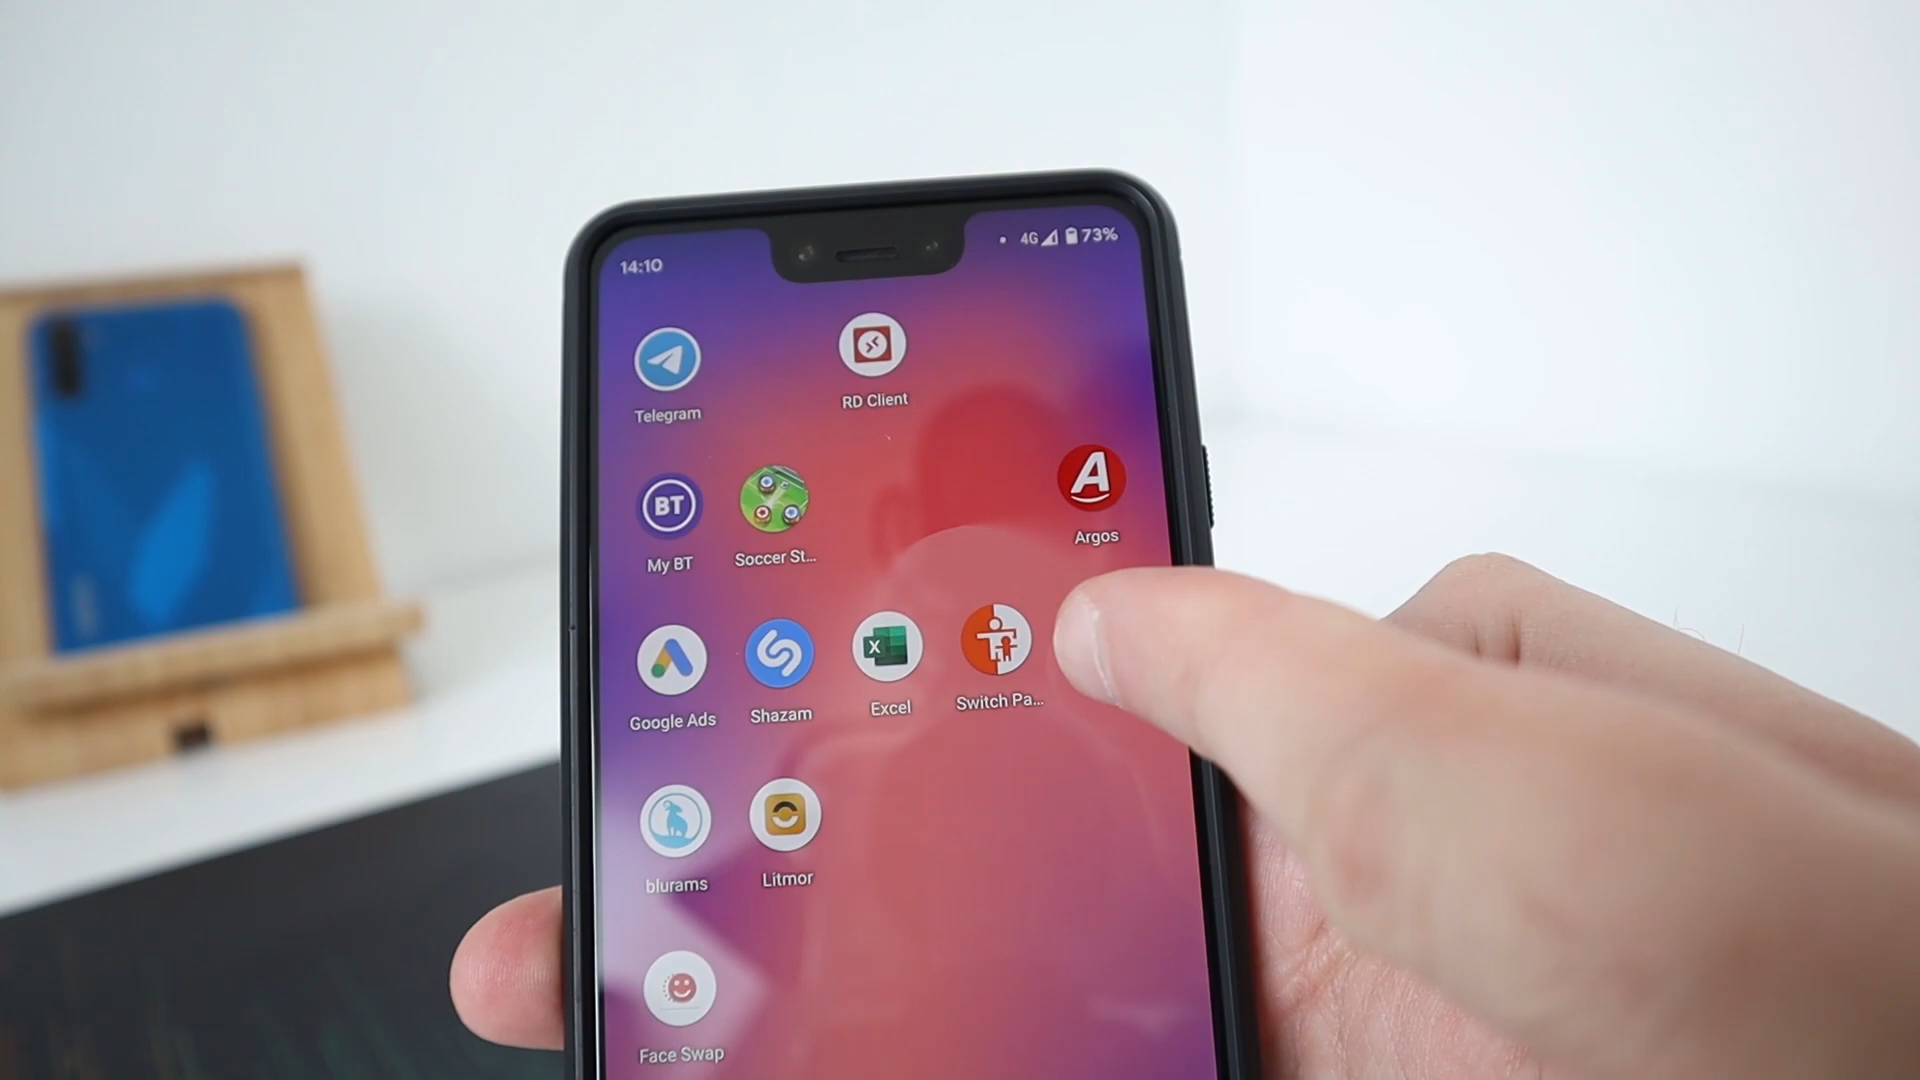 14:10
4G 73%
Telegram
RD Client
BT
My BT
Soccer St...
A
Argos
Google Ads
Shazam
X
Excel
Switch Pa...
blurams
Litmor
Face Swap